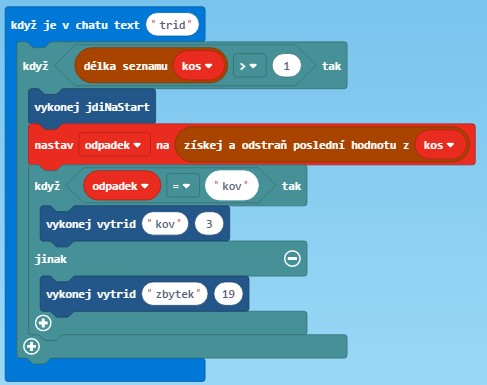 když je v chatu text "trid"
když délka seznamu kos > 1 tak
vykonej jdiNaStart
nastav odpadek na získej a odstraň poslední hodnotu z kos
když odpadek = "kov" tak
vykonej vytrid "kov" 3
jinak
vykonej vytrid "zbytek" 19